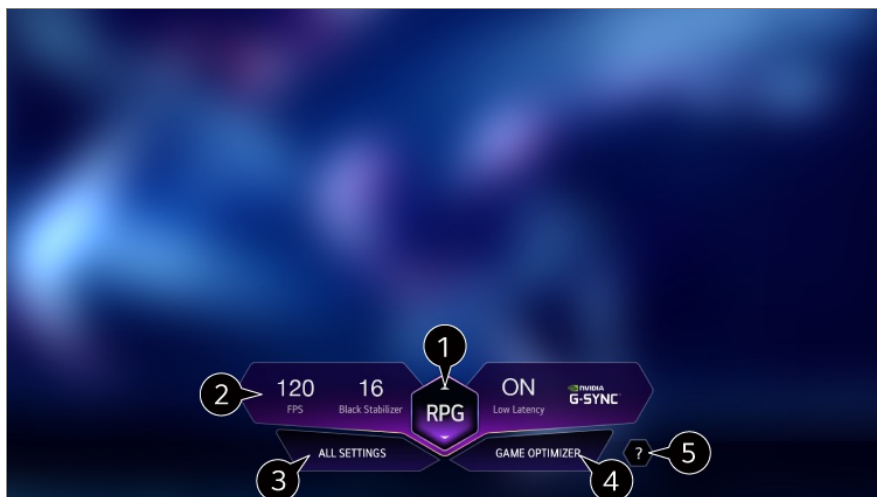 1
2
120
FPS
16
Black Stabilizer
RPG
ON
Low Latency
NVIDIA
G-SYNC
3
ALL SETTINGS
GAME OPTIMIZER
4
?
5